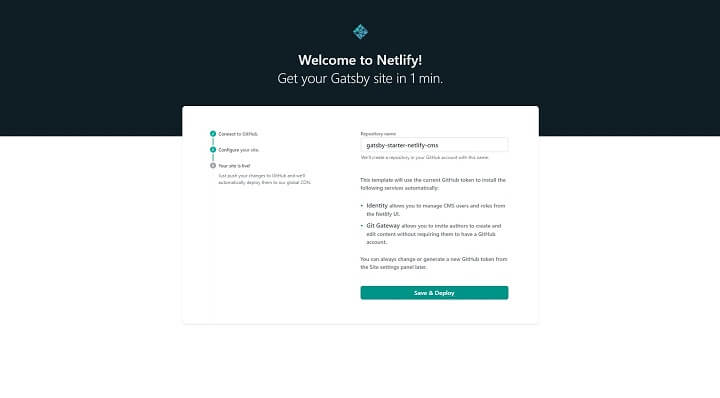 Welcome to Netlify!
Get your Gatsby site in 1 min.
Connect to GitHub.
Configure your site.
Your site is live!
Just push your changes to GitHub and we'll
automatically deploy them to our global CDN.
Repository name
gatsby-starter-netlify-cms
We'll create a repository in your GitHub account with this name.
This template will use the current GitHub token to install the
following services automatically:
• Identity allows you to manage CMS users and roles from
the Netlify UI.
• Git Gateway allows you to invite authors to create and
edit content without requiring them to have a GitHub
account.
You can always change or generate a new GitHub token from
the Site settings panel later.
Save & Deploy